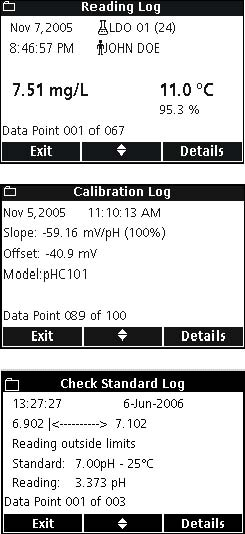 Reading Log
Nov 7,2005 LDO 01 (24)
8:46:57 PM JOHN DOE
7.51 mg/L 11.0 °C
95.3 %
Data Point 001 of 067
Exit Details
Calibration Log
Nov 5,2005 11:10:13 AM
Slope: -59.16 mV/pH (100%)
Offset: -40.9 mV
Model:pHC101
Data Point 089 of 100
Exit Details
Check Standard Log
13:27:27 6-Jun-2006
6.902 |<---------> 7.102
Reading outside limits
Standard: 7.00pH - 25°C
Reading: 3.373 pH
Data Point 001 of 003
Exit Details